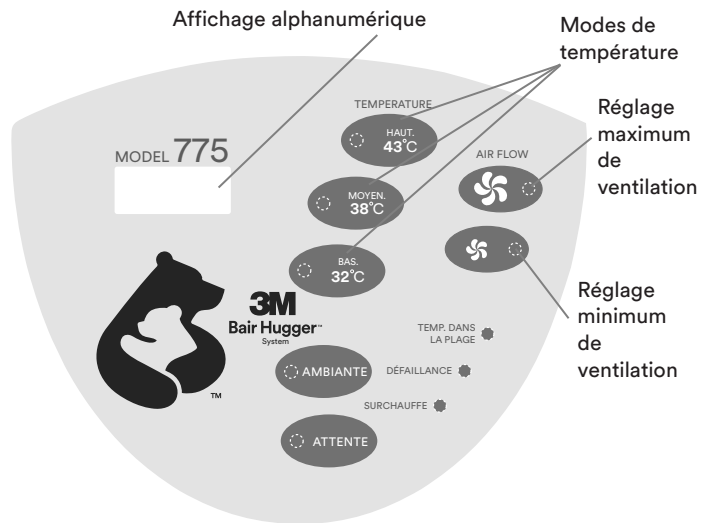 Affichage alphanumérique
Modes de
température
Réglage
maximum
de
ventilation
Réglage
minimum
de
ventilation
MODEL 775
TEMPERATURE
HAUT.
43°C
MOYEN.
38°C
BAS.
32°C
AIR FLOW
3M
Bair Hugger™
System
TM
TEMP. DANS
LA PLAGE
DÉFAILLANCE
SURCHAUFFE
AMBIANTE
ATTENTE